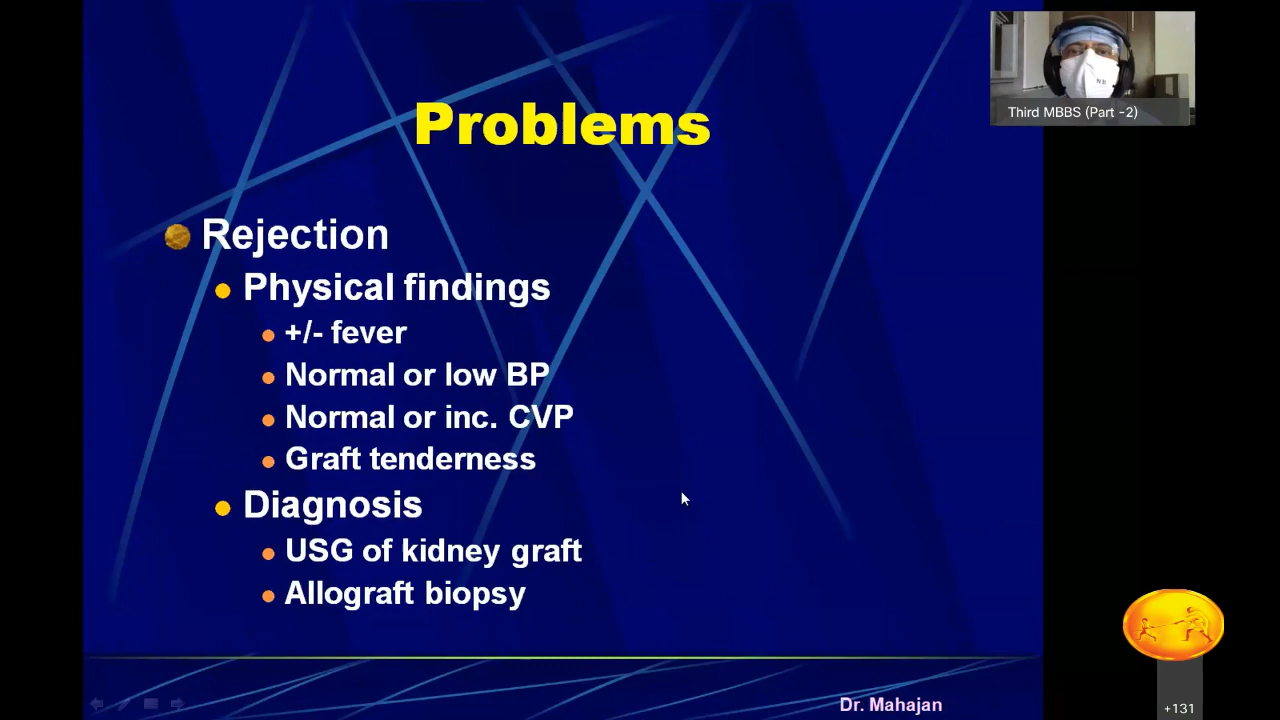 Problems
Rejection
Physical findings
+/- fever
Normal or low BP
Normal or inc. CVP
Graft tenderness
Diagnosis
USG of kidney graft
Allograft biopsy
Dr. Mahajan
Third MBBS (Part -2)
+131